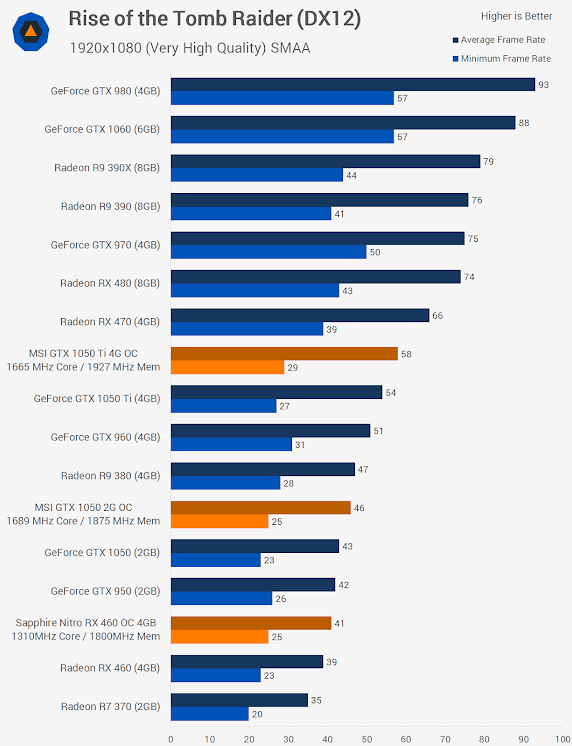 Rise of the Tomb Raider (DX12)
1920x1080 (Very High Quality) SMAA
Higher is Better
Average Frame Rate
Minimum Frame Rate
GeForce GTX 980 (4GB)
93
57
GeForce GTX 1060 (6GB)
88
57
Radeon R9 390X (8GB)
79
44
Radeon R9 390 (8GB)
76
41
GeForce GTX 970 (4GB)
75
50
Radeon RX 480 (8GB)
74
43
Radeon RX 470 (4GB)
66
39
MSI GTX 1050 Ti 4G OC
1665 MHz Core / 1927 MHz Mem
58
29
GeForce GTX 1050 Ti (4GB)
54
27
GeForce GTX 960 (4GB)
51
31
Radeon R9 380 (4GB)
47
28
MSI GTX 1050 2G OC
1689 MHz Core / 1875 MHz Mem
46
25
GeForce GTX 1050 (2GB)
43
23
GeForce GTX 950 (2GB)
42
26
Sapphire Nitro RX 460 OC 4GB
1310MHz Core / 1800MHz Mem
41
25
Radeon RX 460 (4GB)
39
23
Radeon R7 370 (2GB)
35
20
0 10 20 30 40 50 60 70 80 90 100